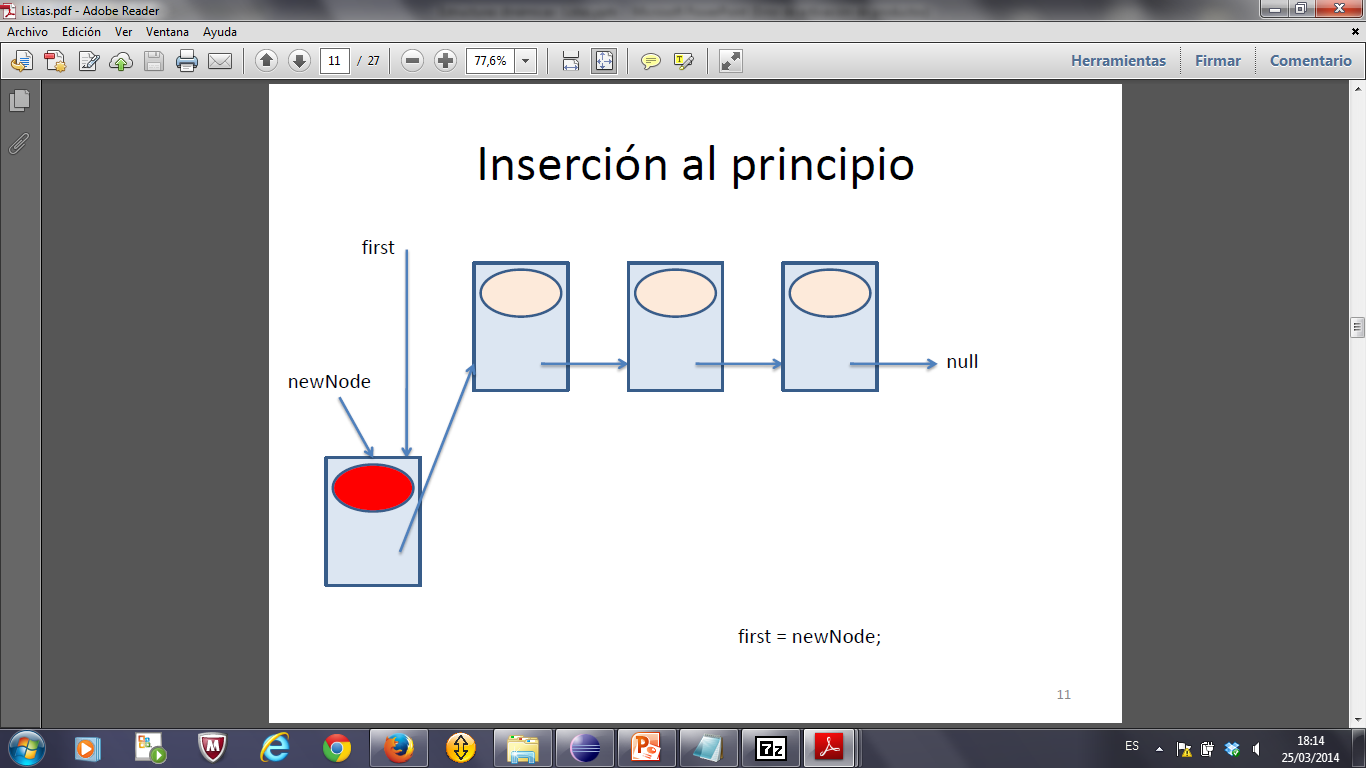 Listas.pdf - Adobe Reader
Archivo Edición Ver Ventana Ayuda
11 / 27 77,6% Herramientas Firmar Comentario
Inserción al principio
first
null
newNode
first = newNode;
11
ES
18:14
25/03/2014